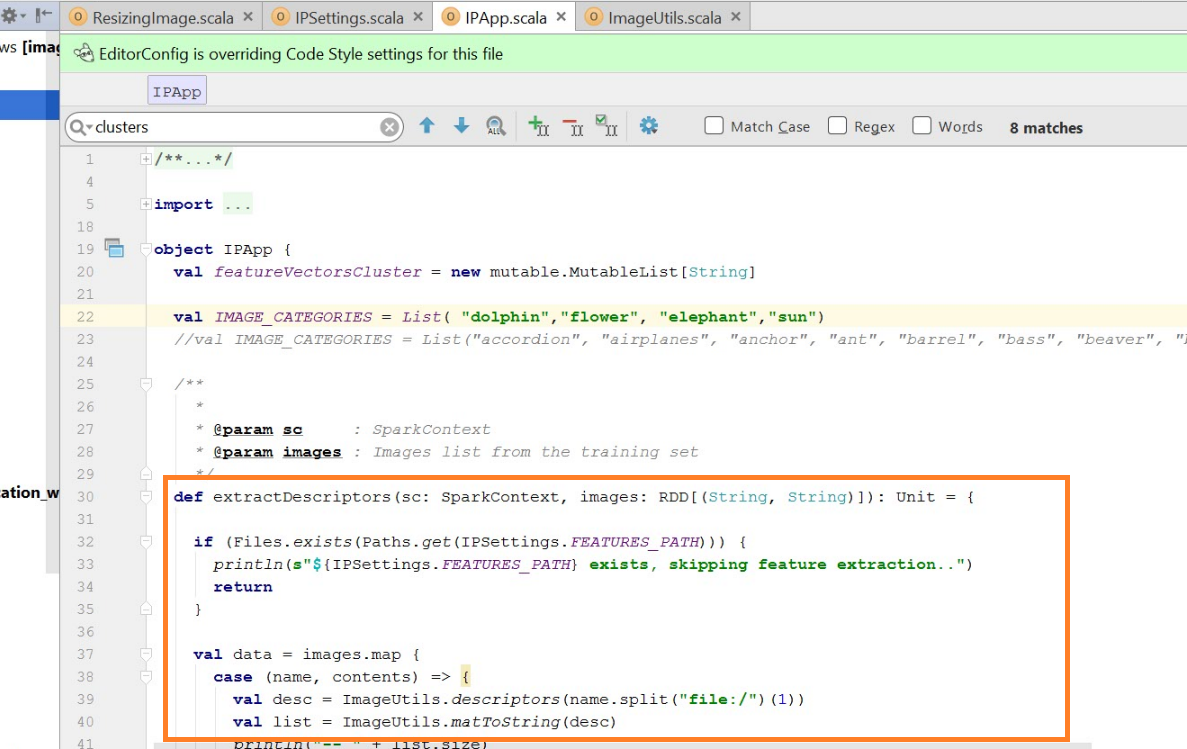 ResizingImage.scala × IPSettings.scala × IPApp.scala × ImageUtils.scala ×
ws [imag
EditorConfig is overriding Code Style settings for this file
IPApp
clusters Match Case Regex Words 8 matches
1 /**...*/
4
5 import ...
18
19 object IPApp {
20 val featureVectorsCluster = new mutable.MutableList[String]
21
22 val IMAGE_CATEGORIES = List( "dolphin","flower", "elephant","sun")
23 //val IMAGE_CATEGORIES = List("accordion", "airplanes", "anchor", "ant", "barrel", "bass", "beaver", "
24
25 /**
26 *
27 * @param sc : SparkContext
28 * @param images : Images list from the training set
29 */
cation_w
30 def extractDescriptors(sc: SparkContext, images: RDD[(String, String)]): Unit = {
31
32 if (Files.exists(Paths.get(IPSettings.FEATURES_PATH))) {
33 println(s"${IPSettings.FEATURES_PATH} exists, skipping feature extraction..")
34 return
35 }
36
37 val data = images.map {
38 case (name, contents) => {
39 val desc = ImageUtils.descriptors(name.split("file:/")(1))
40 val list = ImageUtils.matToString(desc)
41 println("-- " + list.size)